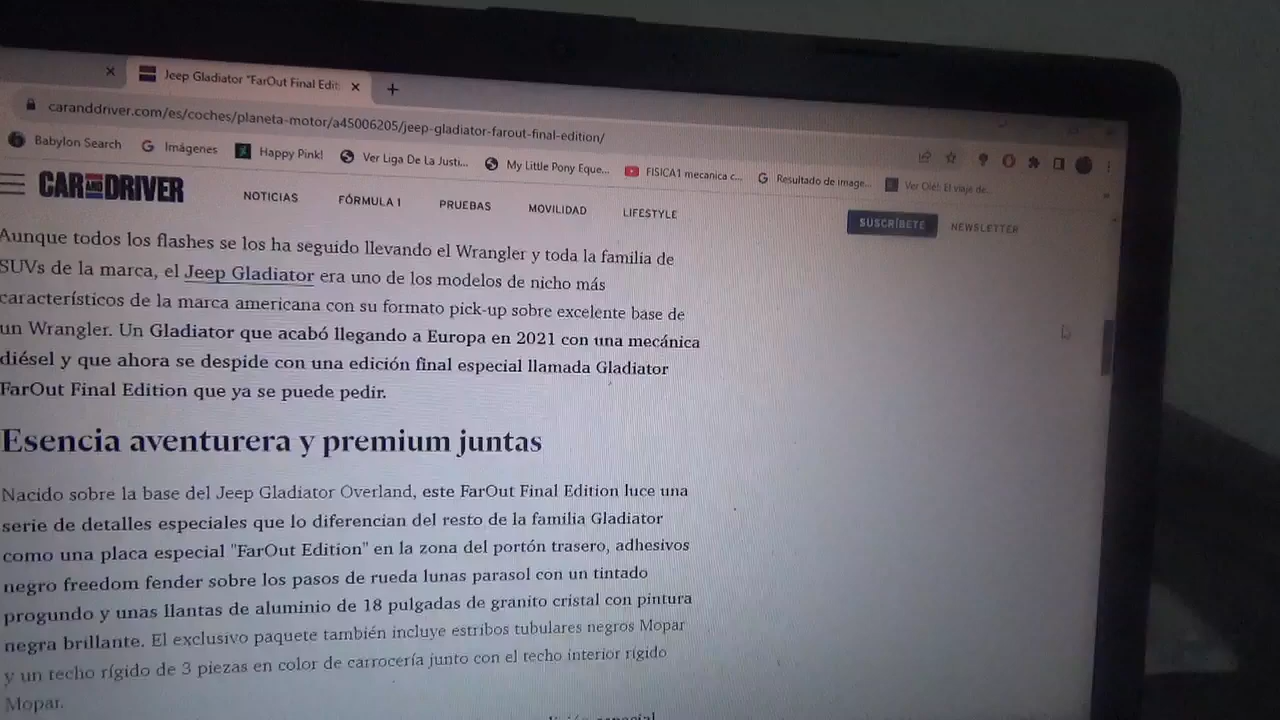 Jeep Gladiator "FarOut Final Edit
caranddriver.com/es/coches/planeta-motor/a45006205/jeep-gladiator-farout-final-edition/
Babylon Search
Imágenes
Happy Pink!
Ver Liga De La Justi...
My Little Pony Eque...
FISICA1 mecanica c...
Resultado de image...
Ver Olé!: El viaje de...
CAR AND DRIVER
NOTICIAS
FÓRMULA 1
PRUEBAS
MOVILIDAD
LIFESTYLE
SUSCRÍBETE
NEWSLETTER
Aunque todos los flashes se los ha seguido llevando el Wrangler y toda la familia de
SUVs de la marca, el Jeep Gladiator era uno de los modelos de nicho más
característicos de la marca americana con su formato pick-up sobre excelente base de
un Wrangler. Un Gladiator que acabó llegando a Europa en 2021 con una mecánica
diésel y que ahora se despide con una edición final especial llamada Gladiator
FarOut Final Edition que ya se puede pedir.
Esencia aventurera y premium juntas
Nacido sobre la base del Jeep Gladiator Overland, este FarOut Final Edition luce una
serie de detalles especiales que lo diferencian del resto de la familia Gladiator
como una placa especial "FarOut Edition" en la zona del portón trasero, adhesivos
negro freedom fender sobre los pasos de rueda lunas parasol con un tintado
progundo y unas llantas de aluminio de 18 pulgadas de granito cristal con pintura
negra brillante. El exclusivo paquete también incluye estribos tubulares negros Mopar
y un techo rígido de 3 piezas en color de carrocería junto con el techo interior rígido
Mopar.
especial